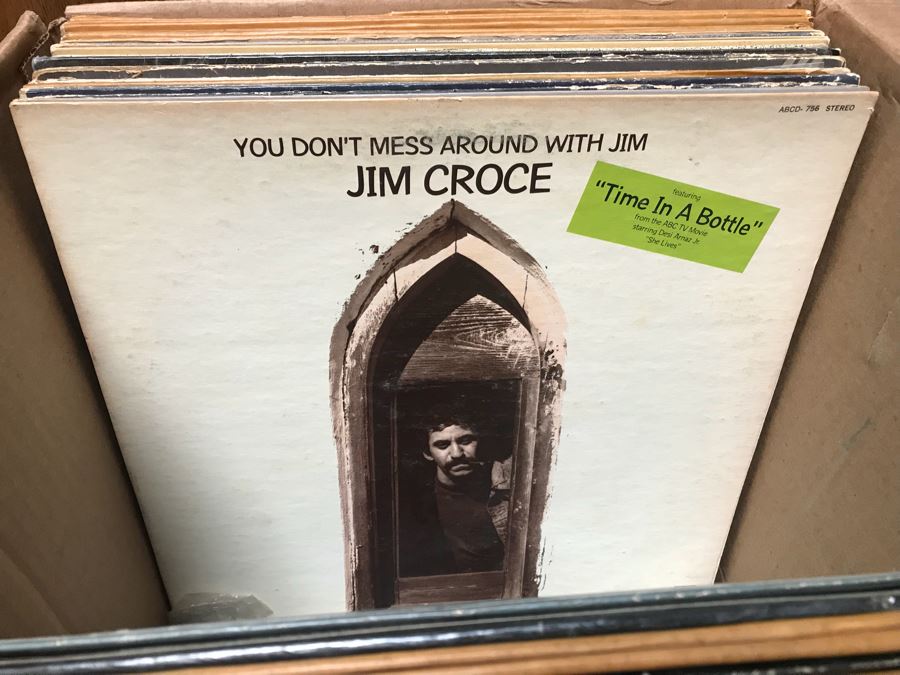 ABCD- 756 STEREO
YOU DON'T MESS AROUND WITH JIM
JIM CROCE
featuring
"Time In A Bottle"
from the ABC TV Movie
starring Desi Arnaz Jr.
"She Lives"